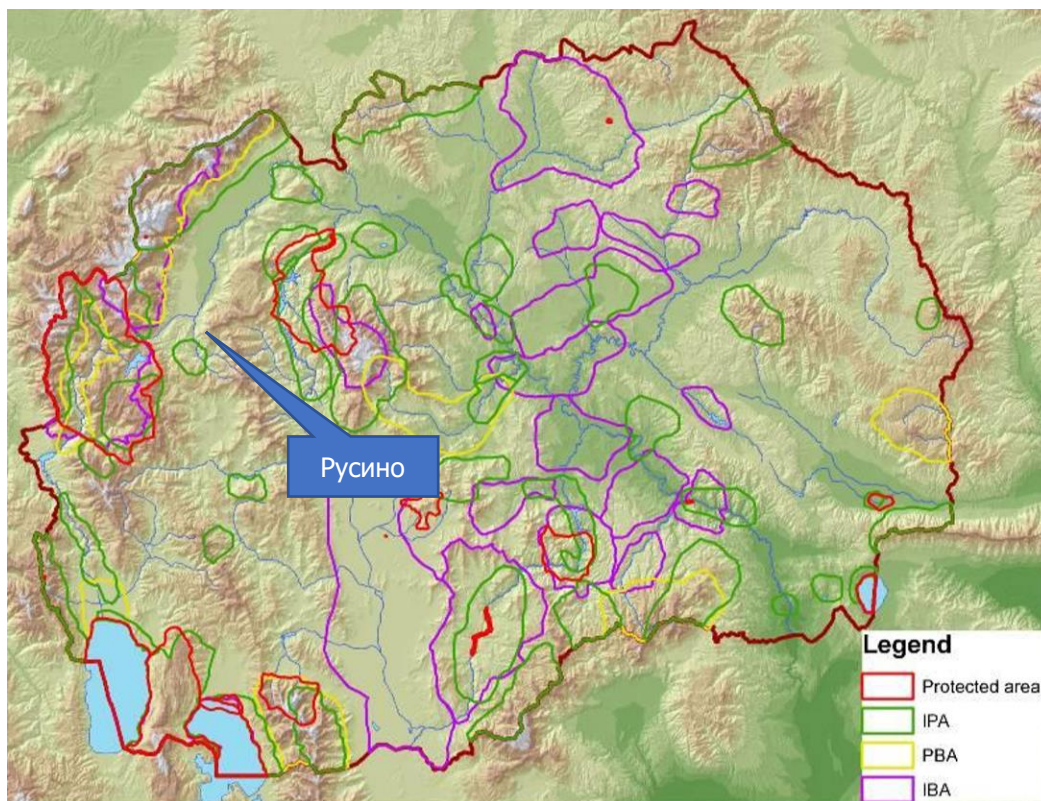 Русино
Legend
Protected area
IPA
PBA
IBA